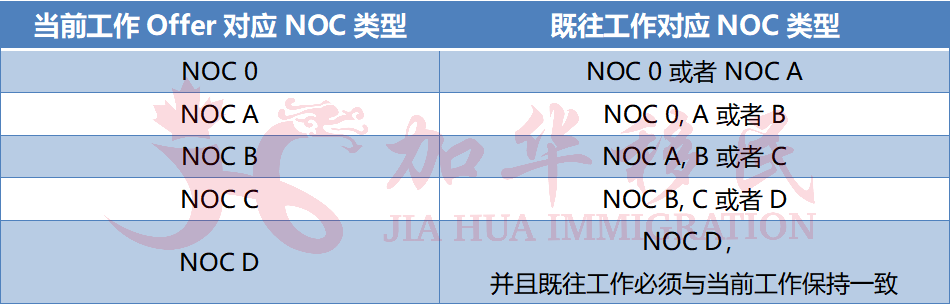 当前工作 Offer 对应 NOC 类型 既往工作对应 NOC 类型
NOC 0 NOC 0 或者 NOC A
NOC A NOC 0, A 或者 B
NOC B NOC A, B 或者 C
NOC C NOC B, C 或者 D
NOC D NOC D，
并且既往工作必须与当前工作保持一致
加华移民
JIA HUA IMMIGRATION